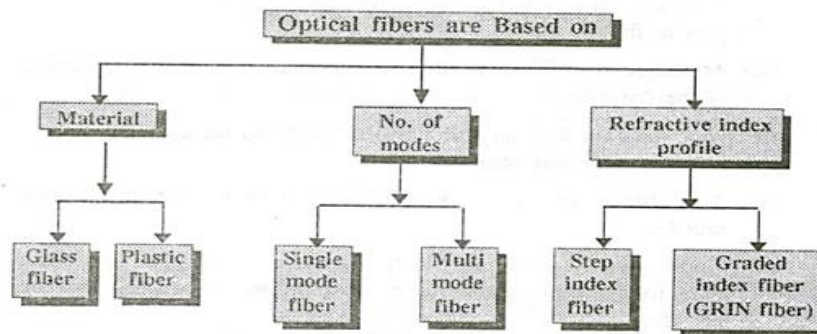 Optical fibers are Based on
Material
No. of
modes
Refractive index
profile
Glass
fiber
Plastic
fiber
Single
mode
fiber
Multi
mode
fiber
Step
index
fiber
Graded
index fiber
(GRIN fiber)